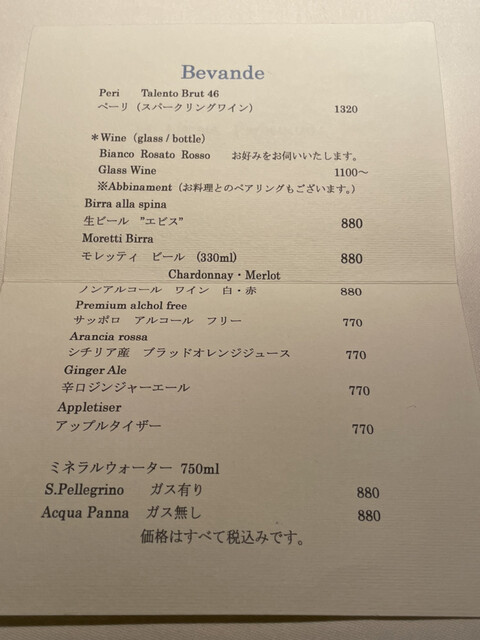 Bevande
Peri Talento Brut 46
ペーリ（スパークリングワイン） 1320
＊Wine（glass / bottle）
Bianco Rosato Rosso お好みをお伺いいたします。
Glass Wine 1100～
※Abbinament（お料理とのペアリングもございます。）
Birra alla spina
生ビール "エビス" 880
Moretti Birra
モレッティ ビール (330ml) 880
Chardonnay・Merlot
ノンアルコール ワイン 白・赤 880
Premium alchol free
サッポロ アルコール フリー 770
Arancia rossa
シチリア産 ブラッドオレンジジュース 770
Ginger Ale
辛口ジンジャーエール 770
Appletiser
アップルタイザー 770
ミネラルウォーター 750ml
S.Pellegrino ガス有り 880
Acqua Panna ガス無し 880
価格はすべて税込みです。